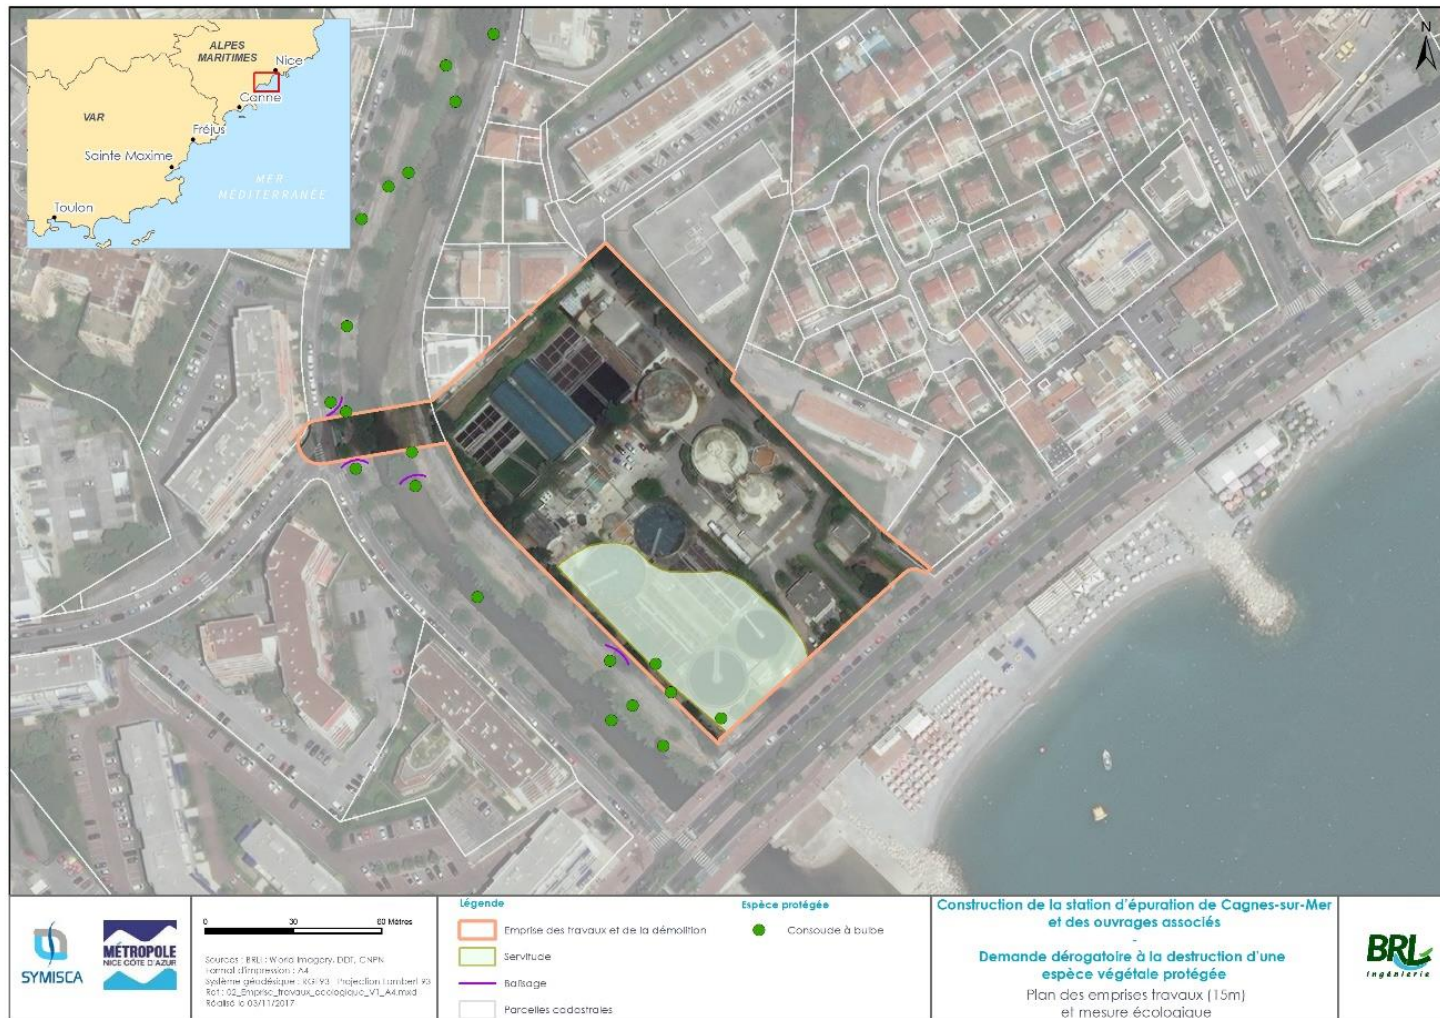 ALPES
MARITIMES
Nice
Canne
VAR
Fréjus
Sainte Maxime
MER
MÉDITERRANÉE
Toulon
N
SYMISCA
MÉTROPOLE
NICE CÔTE D'AZUR
0 30 60 Mètres
Sources : BRLi ; World Imagery, DDT, CNPN
Format d'impression : A4
Système géodésique : RGF93 Projection Lambert 93
Réf : 02_Emprise_travaux_ecologique_V1_A4.mxd
Réalisé le 03/11/2017
Légende
Emprise des travaux et de la démolition
Servitude
Balisage
Parcelles cadastrales
Espèce protégée
Consoude à bulbe
Construction de la station d'épuration de Cagnes-sur-Mer
et des ouvrages associés
-
Demande dérogatoire à la destruction d'une
espèce végétale protégée
Plan des emprises travaux (15m)
et mesure écologique
BRL
Ingénierie